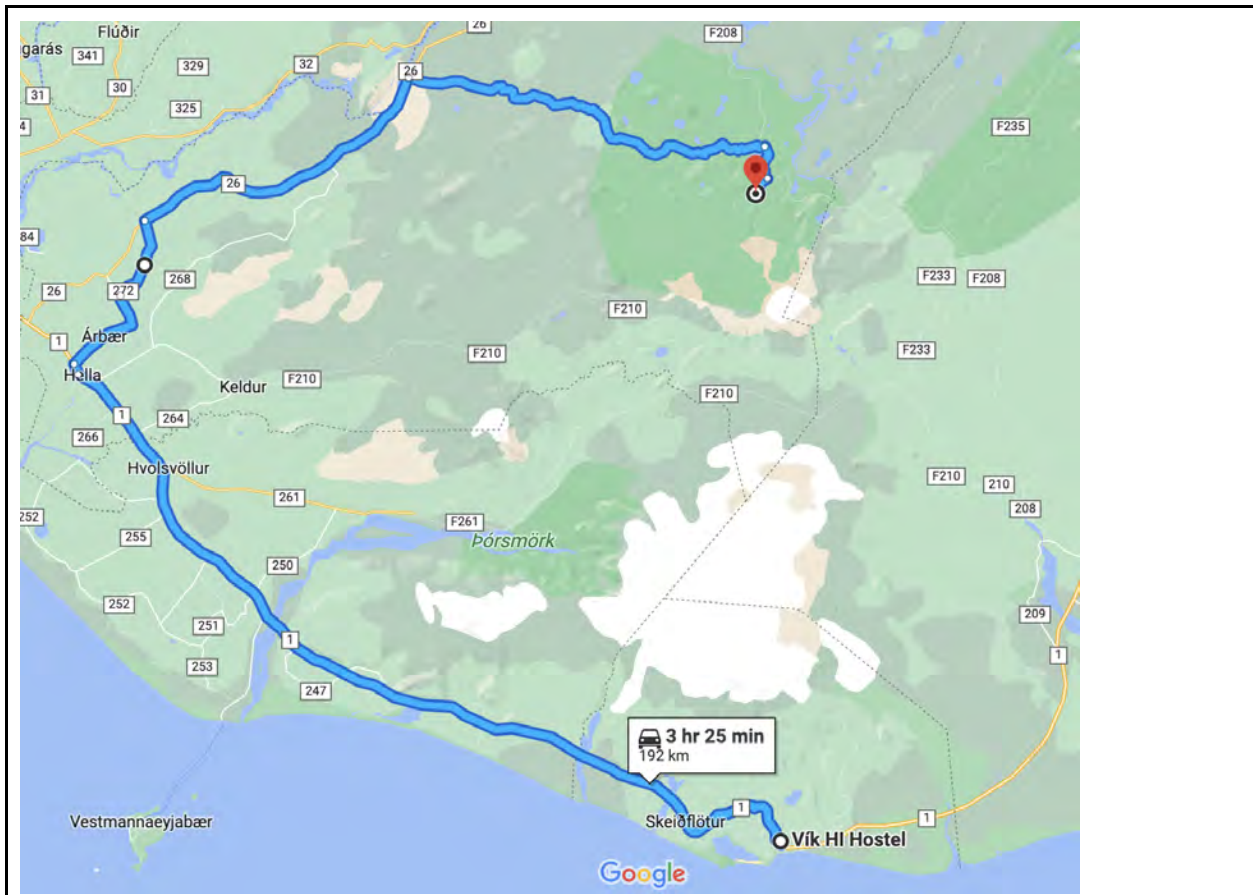 Flúðir
26
F208
garás
341
329
32
26
31
30
325
F235
4
26
84
268
F233
F208
26
272
F210
1
Árbær
F233
Hella
F210
Keldur
F210
F210
1
264
266
Hvolsvöllur
F210
210
261
252
208
F261
255
Þórsmörk
250
252
209
251
1
1
253
247
3 hr 25 min
192 km
1
1
Skeiðflötur
Vestmannaeyjabær
Vík HI Hostel
Google